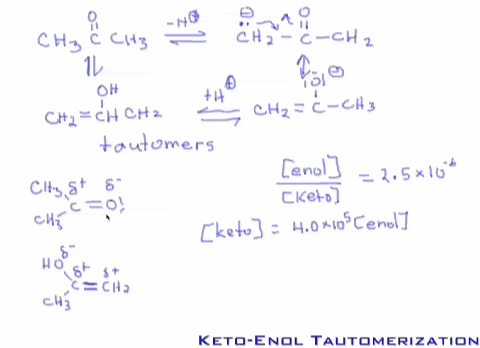 O
CH3 C CH3 -H⊕ ⇌ ⊖ CH2 - C - CH2
O
OH
CH2=CH CH2 +H⊕ ⇌ CH2 = C - CH3
:O: ⊖
tautomers
[enol] / [keto] = 2.5 × 10^-6
[keto] = 4.0×10^5 [enol]
CH3 δ+ δ-
C=O:
CH3
δ-
HO δ+ δ+
C=CH2
CH3
KETO-ENOL TAUTOMERIZATION